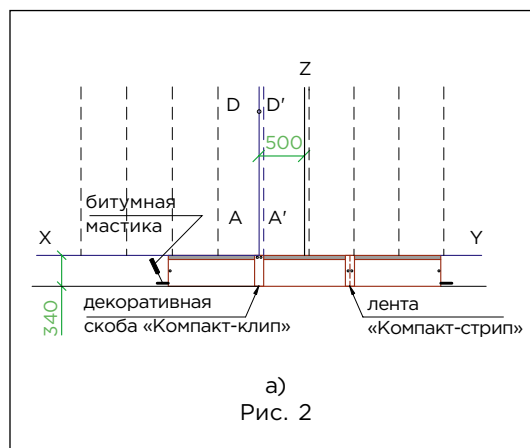 Z
D D'
500
битумная
мастика
A A'
X Y
340
декоративная
скоба «Компакт-клип»
лента
«Компакт-стрип»
а)
Рис. 2